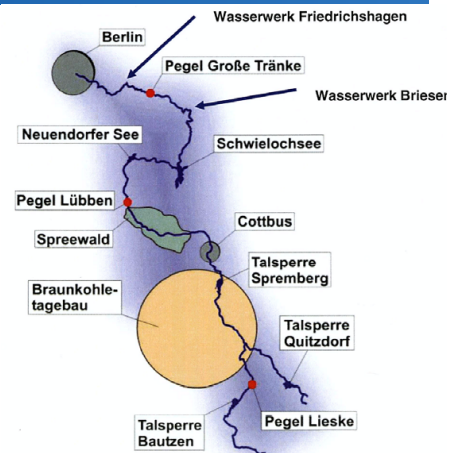 Wasserwerk Friedrichshagen
Berlin
Pegel Große Tränke
Wasserwerk Briesen
Neuendorfer See
Schwielochsee
Pegel Lübben
Cottbus
Spreewald
Talsperre
Spremberg
Braunkohle-
tagebau
Talsperre
Quitzdorf
Talsperre
Bautzen
Pegel Lieske